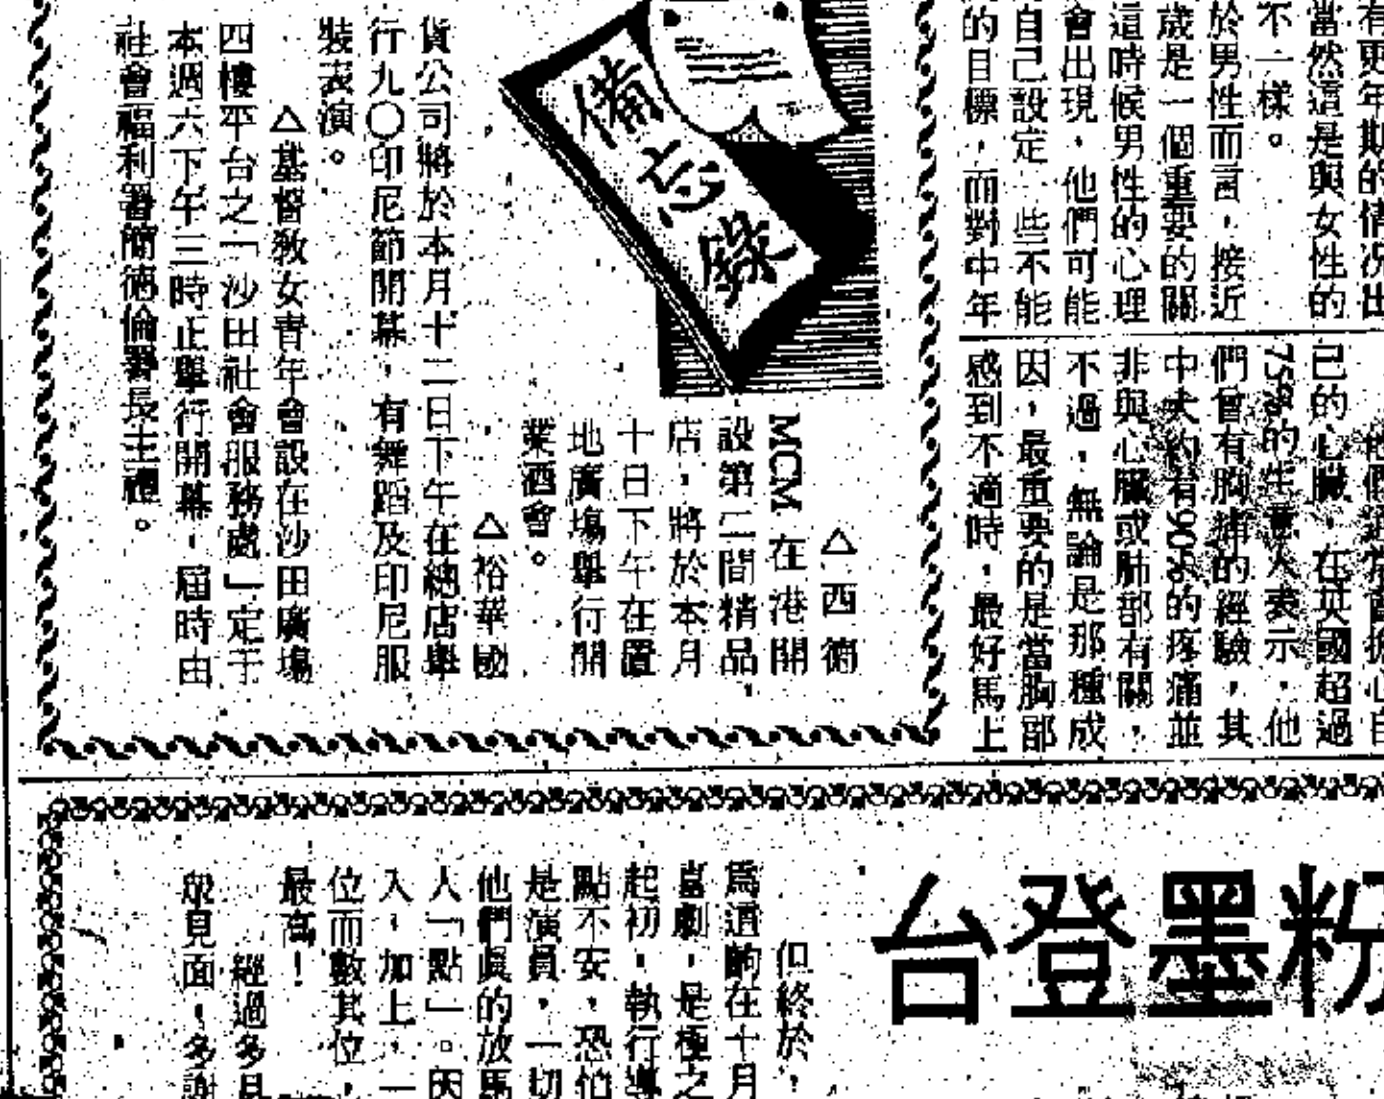 有更年期的情況出
當然這是與女性的
不一樣。
於男性而言，接近
歲是一個重要的關
這時候男性的心理
會出現，他們可能
自己設定一些不能
的目標，而對中年
擔心自
己的心臟，在英國超過
75%的生意人表示，他
們曾有胸痛的經驗，其
中大約有90%的疼痛並
非與心臟或肺部有關，
不過，無論是那種成
因，最重要的是當胸部
感到不適時，最好馬上
備忘錄
△西德
MCM在港開
設第二間精品
店，將於本月
十日下午在置
地廣場舉行開
業酒會。
△裕華國
貨公司將於本月十二日下午在總店舉
行九〇印尼節開幕，有舞蹈及印尼服
裝表演。
△基督教女青年會設在沙田廣場
四樓平台之「沙田社會服務處」定于
本週六下午三時正舉行開幕，屆時由
社會福利署簡德倫署長主禮。
粉墨登台
但終於，
爲道齣在十月
喜劇，是極之
起初，執行導
點不安，恐怕
是演員，一切
他們真的放馬
人「點」。因
入，加上，一
位而數其位，
最高！
經過多月
眾見面，多謝